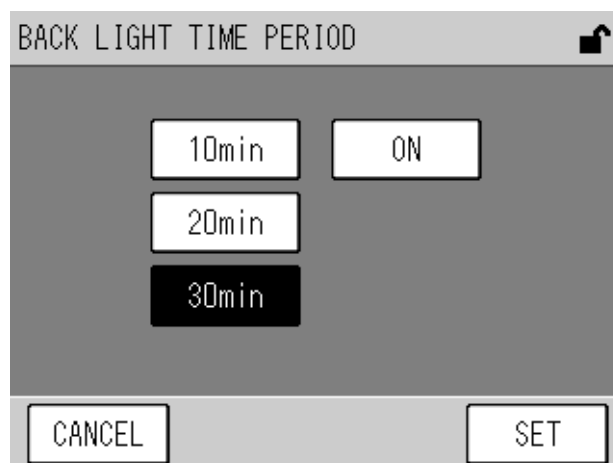 BACK LIGHT TIME PERIOD
10min ON
20min
30min
CANCEL SET